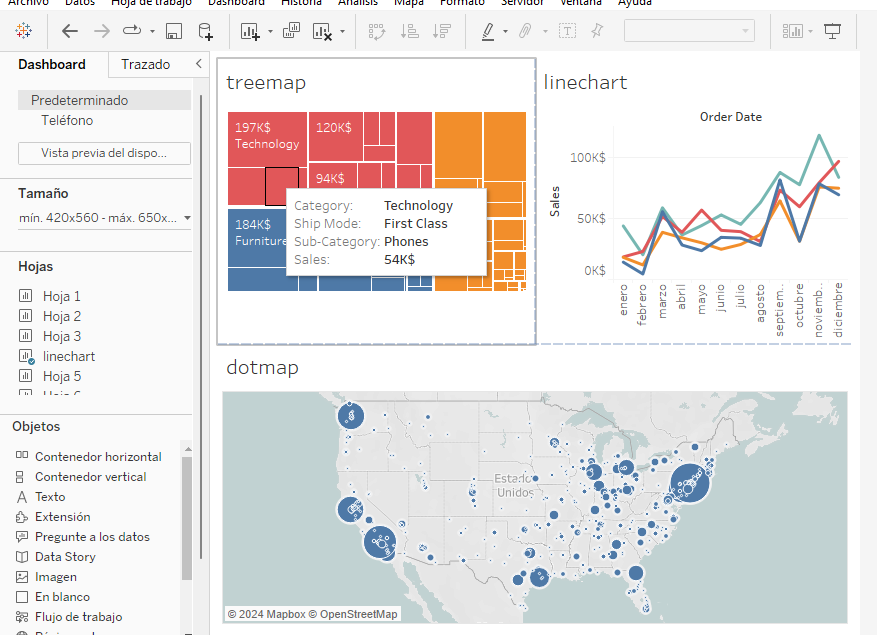 Archivo Datos Hoja de trabajo Dashboard Historia Análisis Mapa Formato Servidor Ventana Ayuda
Dashboard Trazado
Predeterminado
Teléfono
Vista previa del dispo...
Tamaño
mín. 420x560 - máx. 650x...
Hojas
Hoja 1
Hoja 2
Hoja 3
linechart
Hoja 5
Objetos
Contenedor horizontal
Contenedor vertical
Texto
Extensión
Pregunte a los datos
Data Story
Imagen
En blanco
Flujo de trabajo
treemap
197K$
Technology
120K$
94K$
184K$
Furniture
Category: Technology
Ship Mode: First Class
Sub-Category: Phones
Sales: 54K$
linechart
Order Date
Sales
100K$
50K$
0K$
enero
febrero
marzo
abril
mayo
junio
julio
agosto
septiem..
octubre
noviemb..
diciembre
dotmap
Estados
Unidos
© 2024 Mapbox © OpenStreetMap